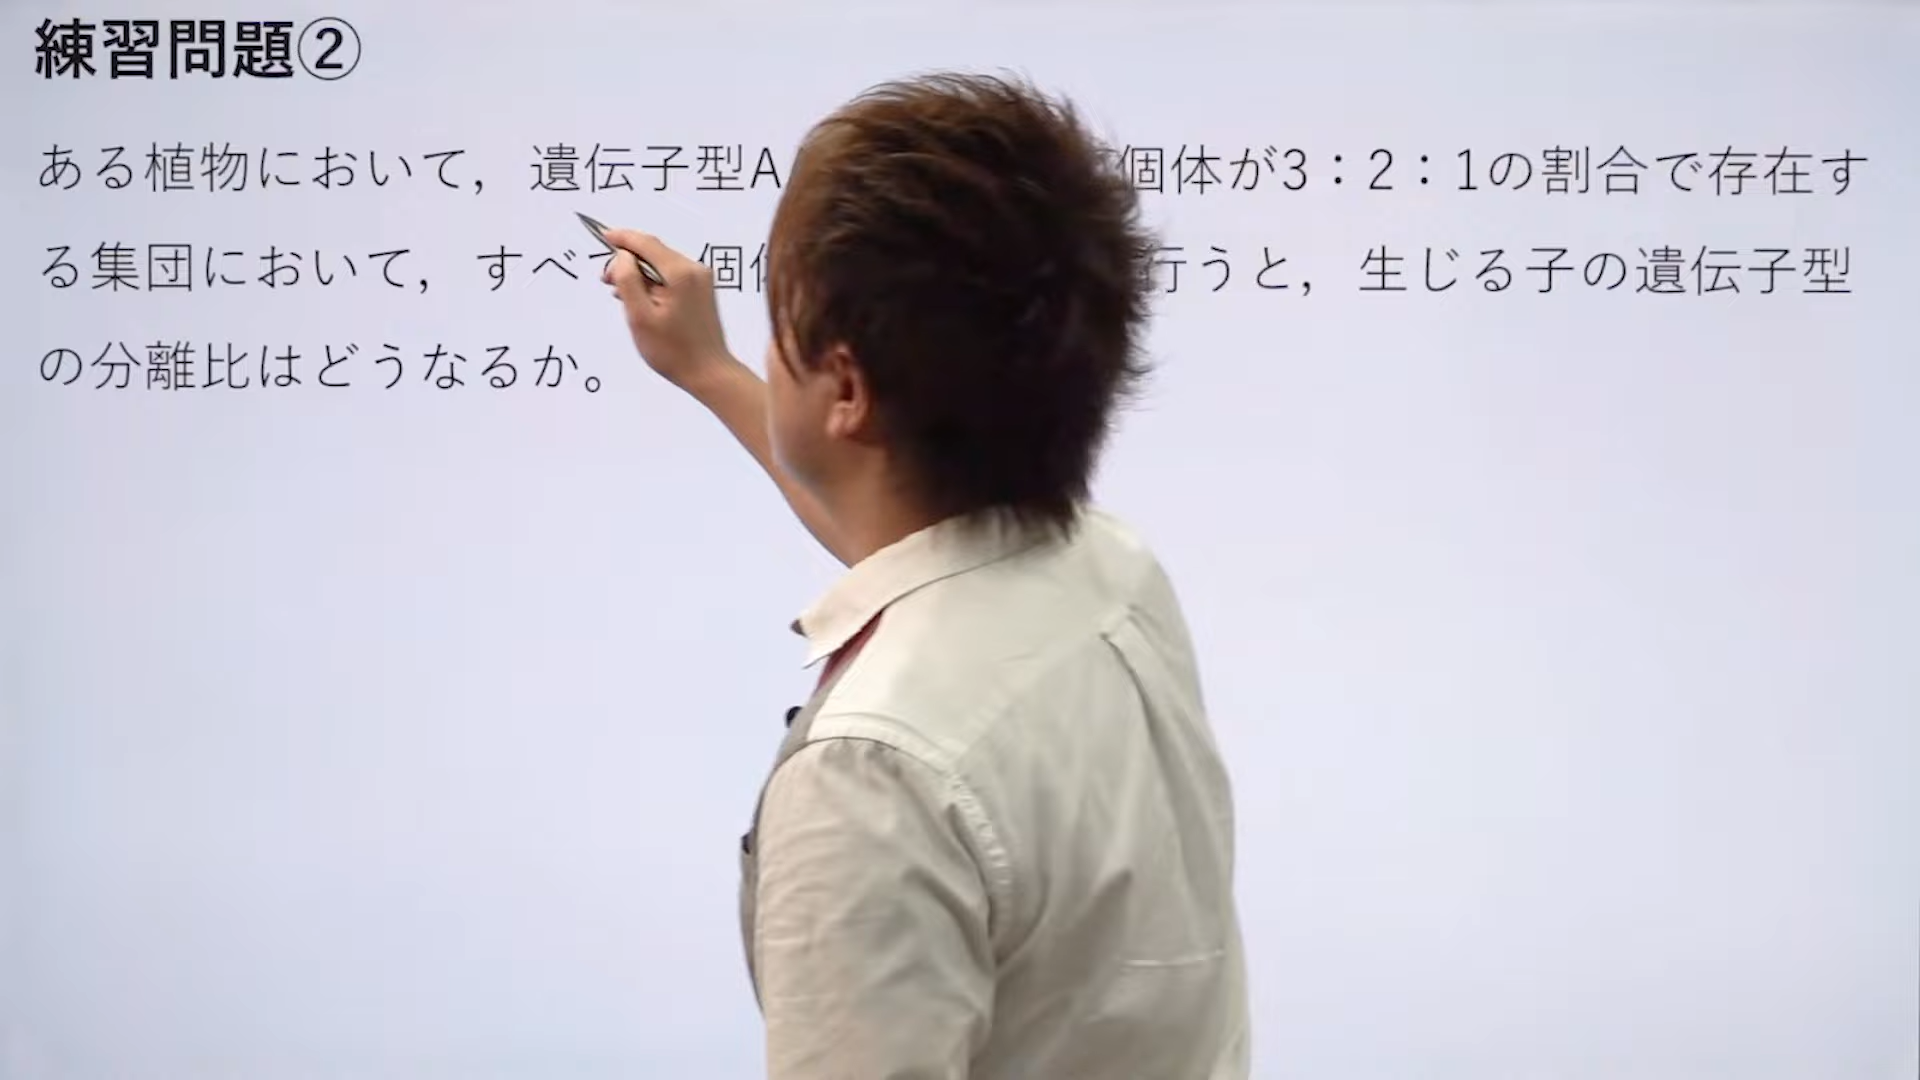 練習問題②
ある植物において，遺伝子型A 個体が3：2：1の割合で存在す
る集団において，すべて 個体 行うと，生じる子の遺伝子型
の分離比はどうなるか。